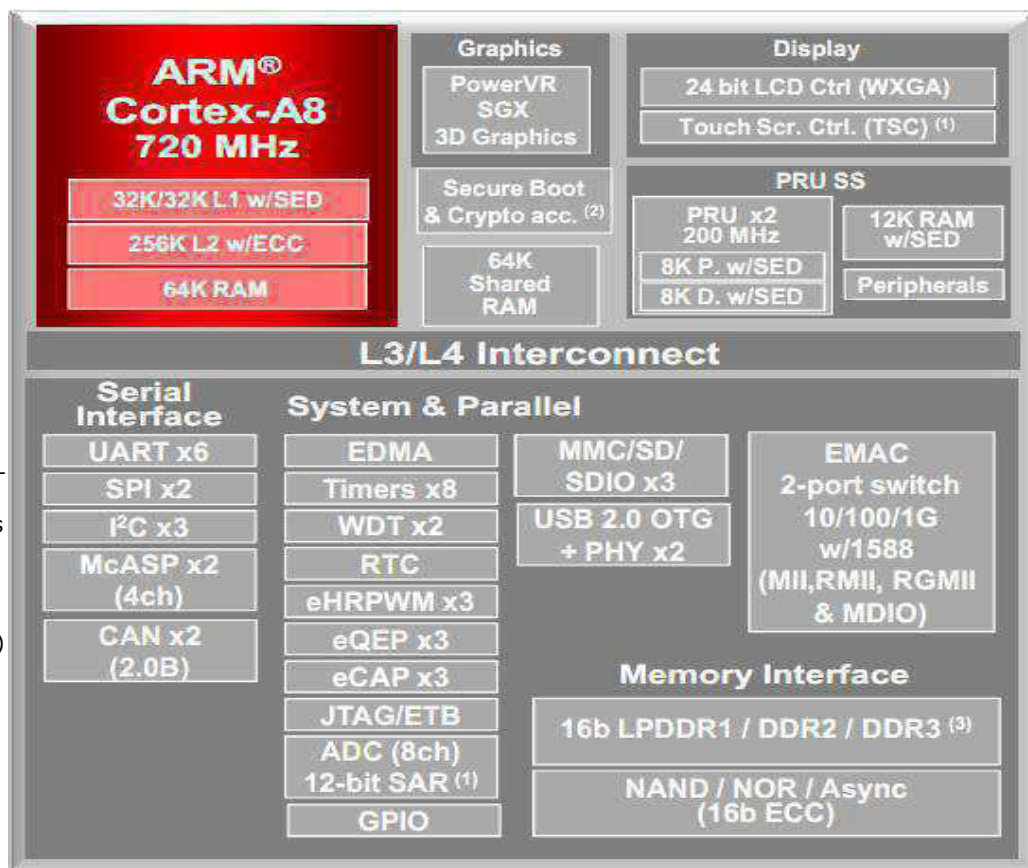 ARM®
Cortex-A8
720 MHz
32K/32K L1 w/SED
256K L2 w/ECC
64K RAM
Graphics
PowerVR
SGX
3D Graphics
Secure Boot
& Crypto acc. (2)
64K
Shared
RAM
Display
24 bit LCD Ctrl (WXGA)
Touch Scr. Ctrl. (TSC) (1)
PRU SS
PRU x2
200 MHz
8K P. w/SED
8K D. w/SED
12K RAM
w/SED
Peripherals
L3/L4 Interconnect
Serial
Interface
UART x6
SPI x2
I²C x3
McASP x2
(4ch)
CAN x2
(2.0B)
System & Parallel
EDMA
Timers x8
WDT x2
RTC
eHRPWM x3
eQEP x3
eCAP x3
JTAG/ETB
ADC (8ch)
12-bit SAR (1)
GPIO
MMC/SD/
SDIO x3
USB 2.0 OTG
+ PHY x2
EMAC
2-port switch
10/100/1G
w/1588
(MII,RMII, RGMII
& MDIO)
Memory Interface
16b LPDDR1 / DDR2 / DDR3 (3)
NAND / NOR / Async
(16b ECC)
s
)